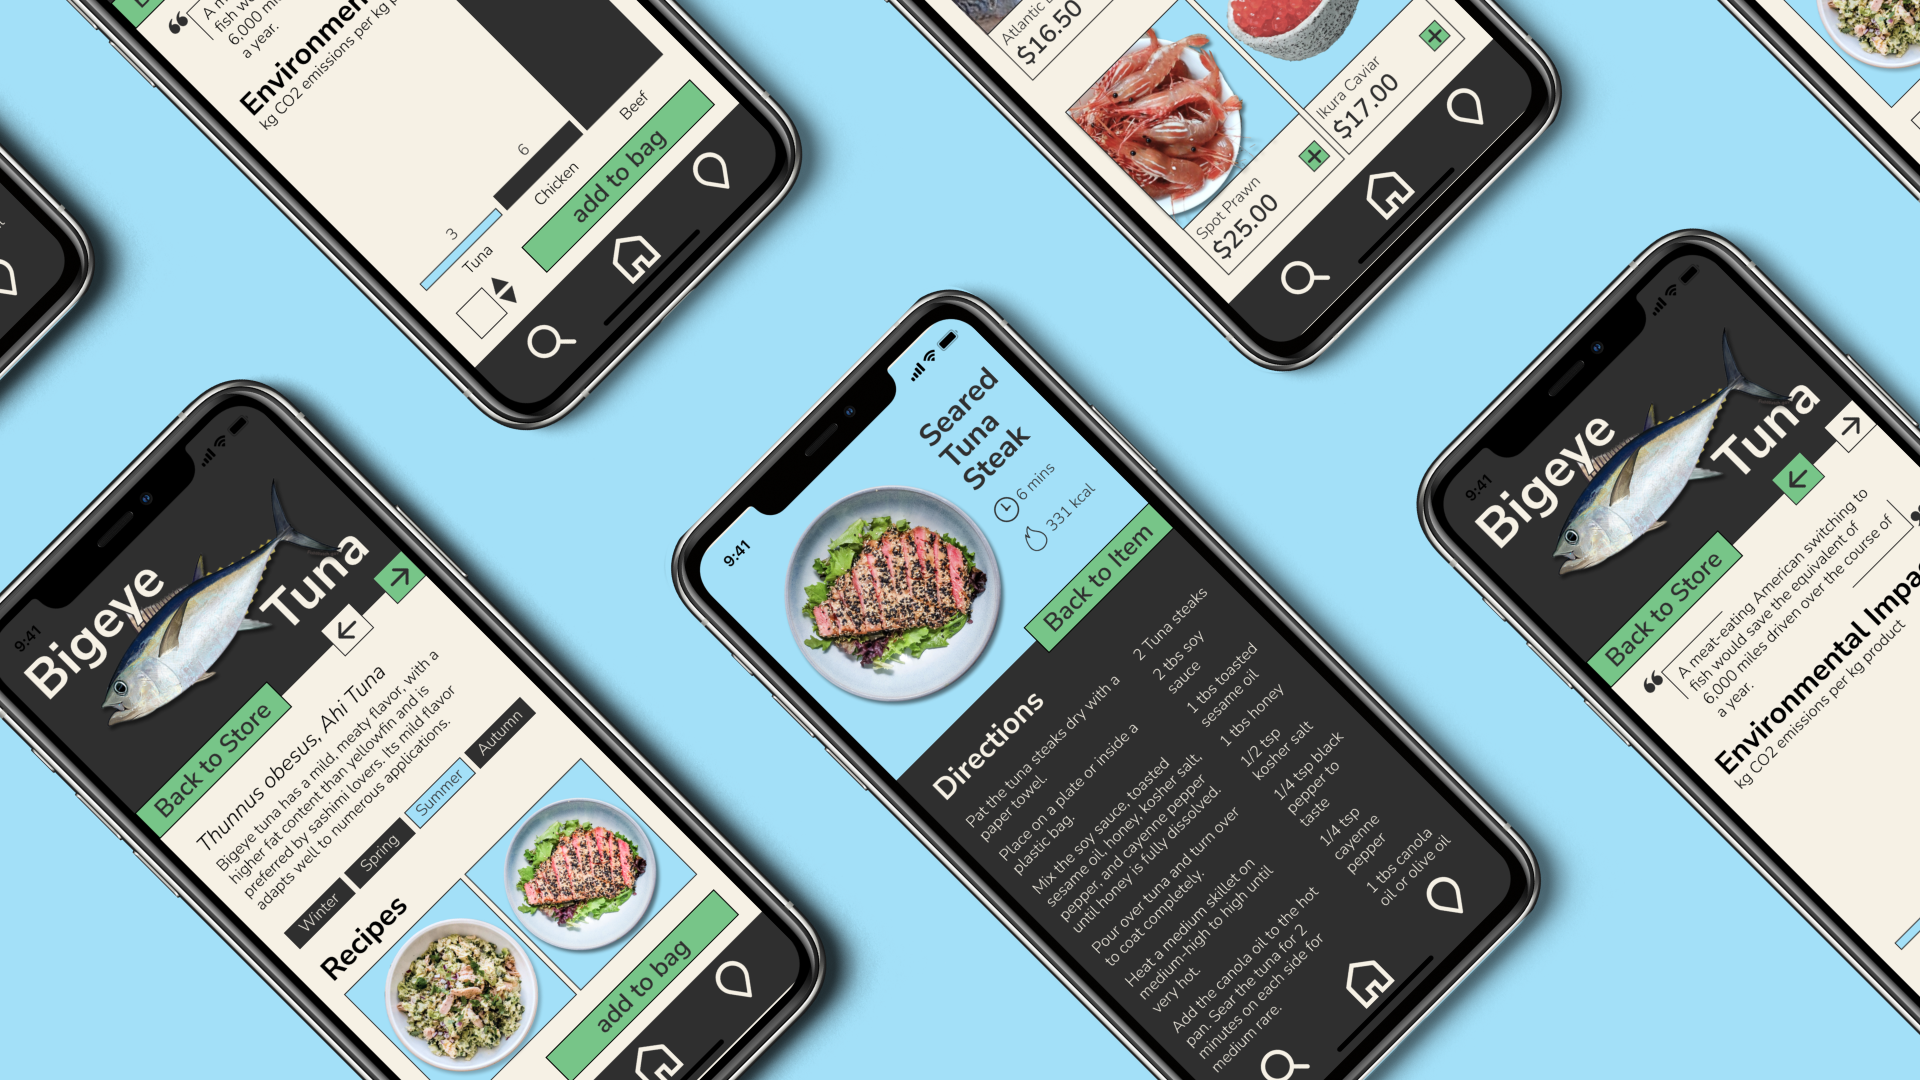 A m
fish wo
6,000 mi
a year.
Environmen
kg CO2 emissions per kg p
3
6
Tuna
Chicken
Beef
add to bag
Atlantic
$16.50
Ikura Caviar
$17.00
Spot Prawn
$25.00
9:41
Bigeye
Tuna
Back to Store
Thunnus obesus, Ahi Tuna
Bigeye tuna has a mild, meaty flavor, with a
higher fat content than yellowfin and is
preferred by sashimi lovers. Its mild flavor
adapts well to numerous applications.
Winter
Spring
Summer
Autumn
Recipes
add to bag
9:41
Seared
Tuna
Steak
6 mins
331 kcal
Back to Item
Directions
Pat the tuna steaks dry with a
paper towel.
Place on a plate or inside a
plastic bag.
Mix the soy sauce, toasted
sesame oil, honey, kosher salt,
pepper, and cayenne pepper
until honey is fully dissolved.
Pour over tuna and turn over
to coat completely.
Heat a medium skillet on
medium-high to high until
very hot.
Add the canola oil to the hot
pan. Sear the tuna for 2
minutes on each side for
medium rare.
2 Tuna steaks
2 tbs soy
sauce
1 tbs toasted
sesame oil
1 tbs honey
1/2 tsp
kosher salt
1/4 tsp black
pepper to
taste
1/4 tsp
cayenne
pepper
1 tbs canola
oil or olive oil
9:41
Bigeye
Tuna
Back to Store
“
A meat-eating American switching to
fish would save the equivalent of
6,000 miles driven over the course of
a year.
Environmental Impac
kg CO2 emissions per kg product